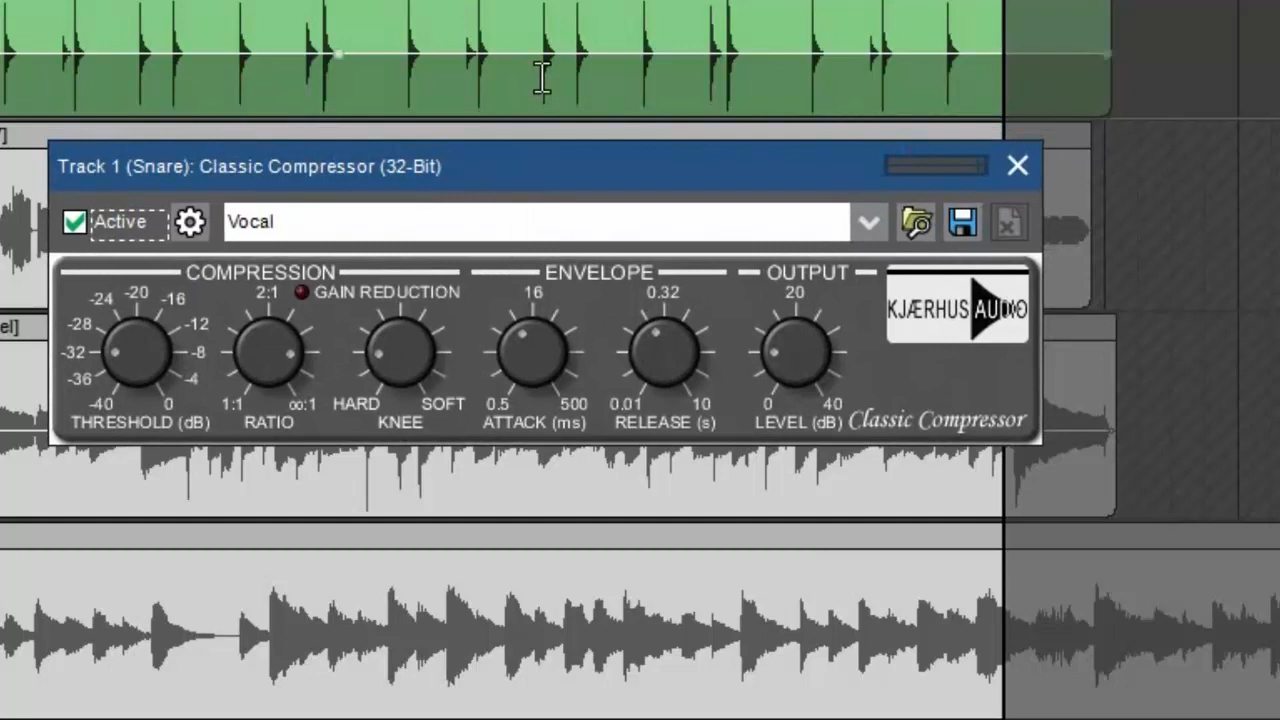 ]
Track 1 (Snare): Classic Compressor (32-Bit)
Active
Vocal
COMPRESSION
ENVELOPE
OUTPUT
-24 -20 -16
2:1
GAIN REDUCTION
16
0.32
20
-28 -12
-32 -8
-36 -4
-40 0
1:1 ∞:1
HARD SOFT
0.5 500
0.01 10
0 40
THRESHOLD (dB)
RATIO
KNEE
ATTACK (ms)
RELEASE (s)
LEVEL (dB)
KJÆRHUS AUDIO
Classic Compressor
el]